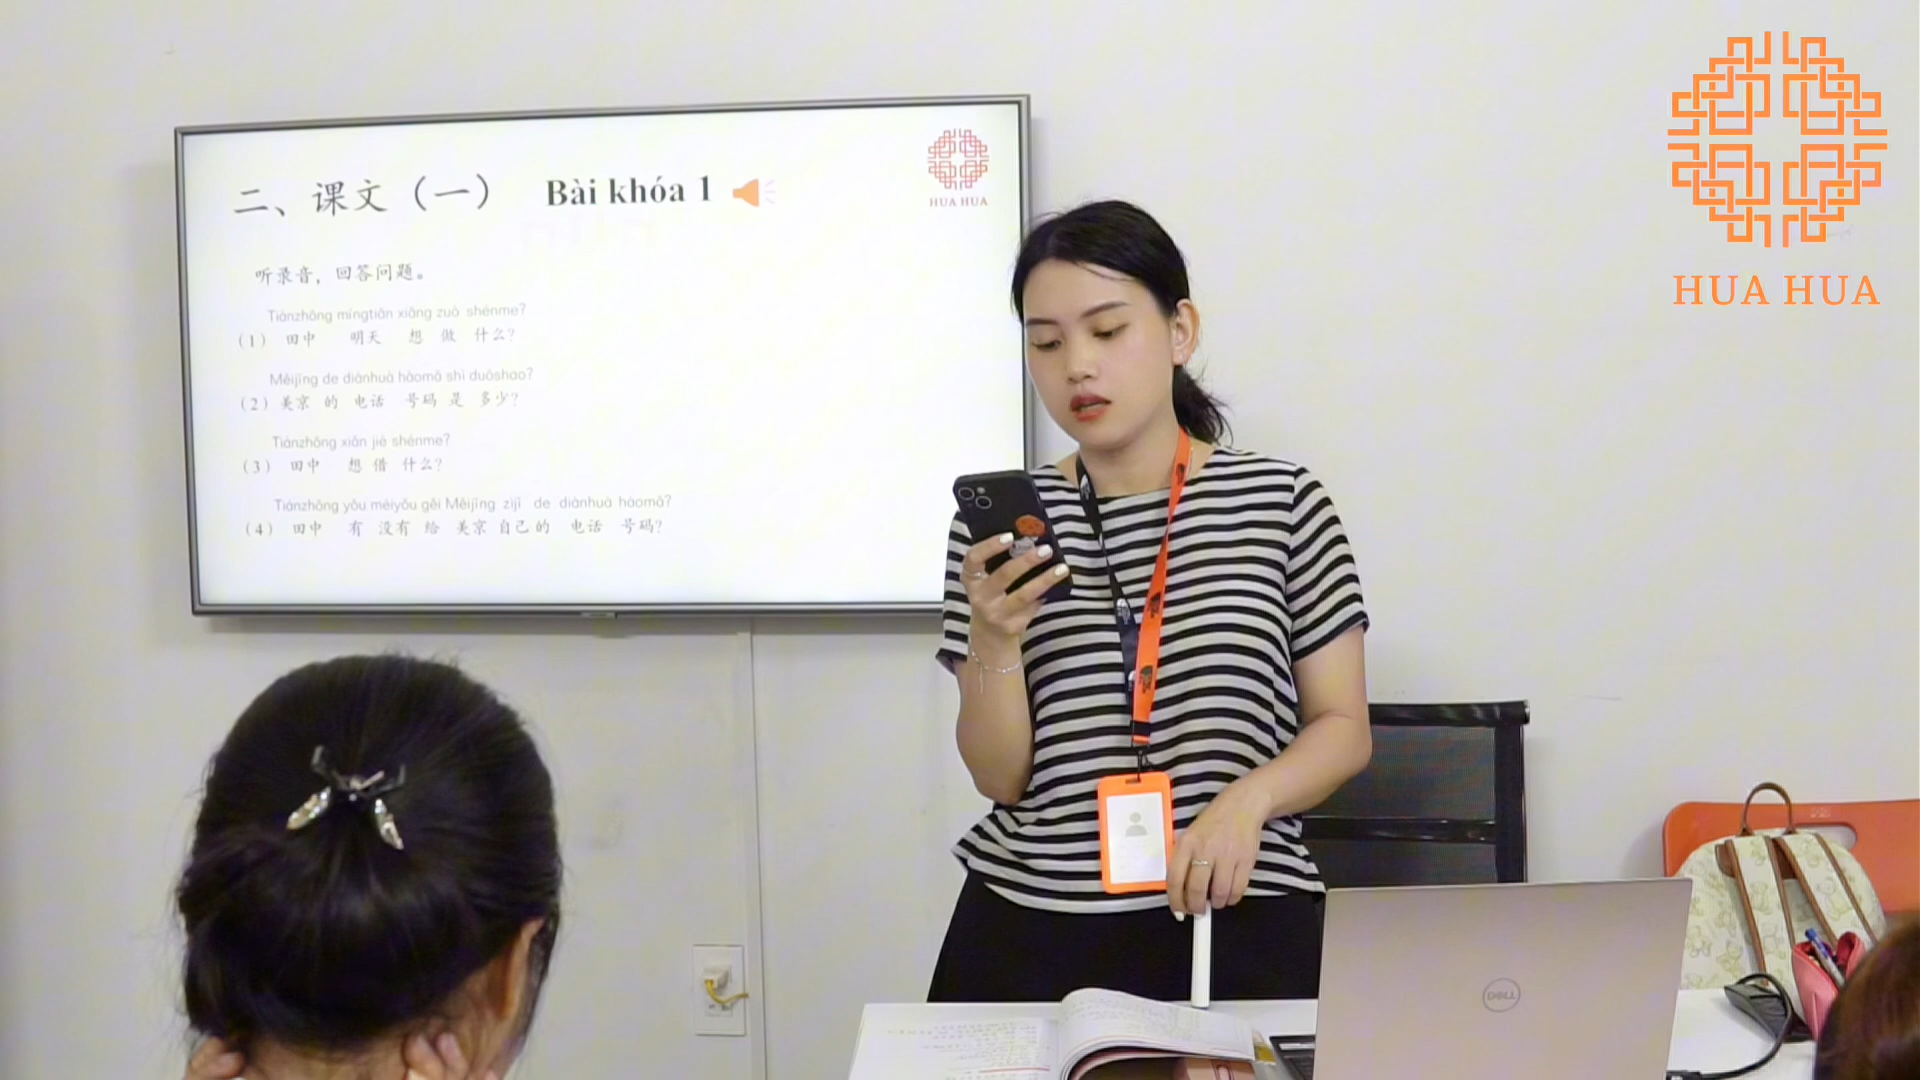 二、课文（一） Bài khóa 1
HUA HUA
听录音，回答问题。
Tiánzhōng míngtiān xiǎng zuò shénme?
（1） 田中 明天 想 做 什么？
Měijīng de diànhuà hàomǎ shì duōshao?
（2）美京 的 电话 号码 是 多少？
Tiánzhōng xiǎn jiè shénme?
（3） 田中 想 借 什么？
Tiánzhōng yǒu méiyǒu gěi Měijīng zìjǐ de diànhuà hàomǎ?
（4） 田中 有 没有 给 美京 自己的 电话 号码？
HUA HUA
DELL